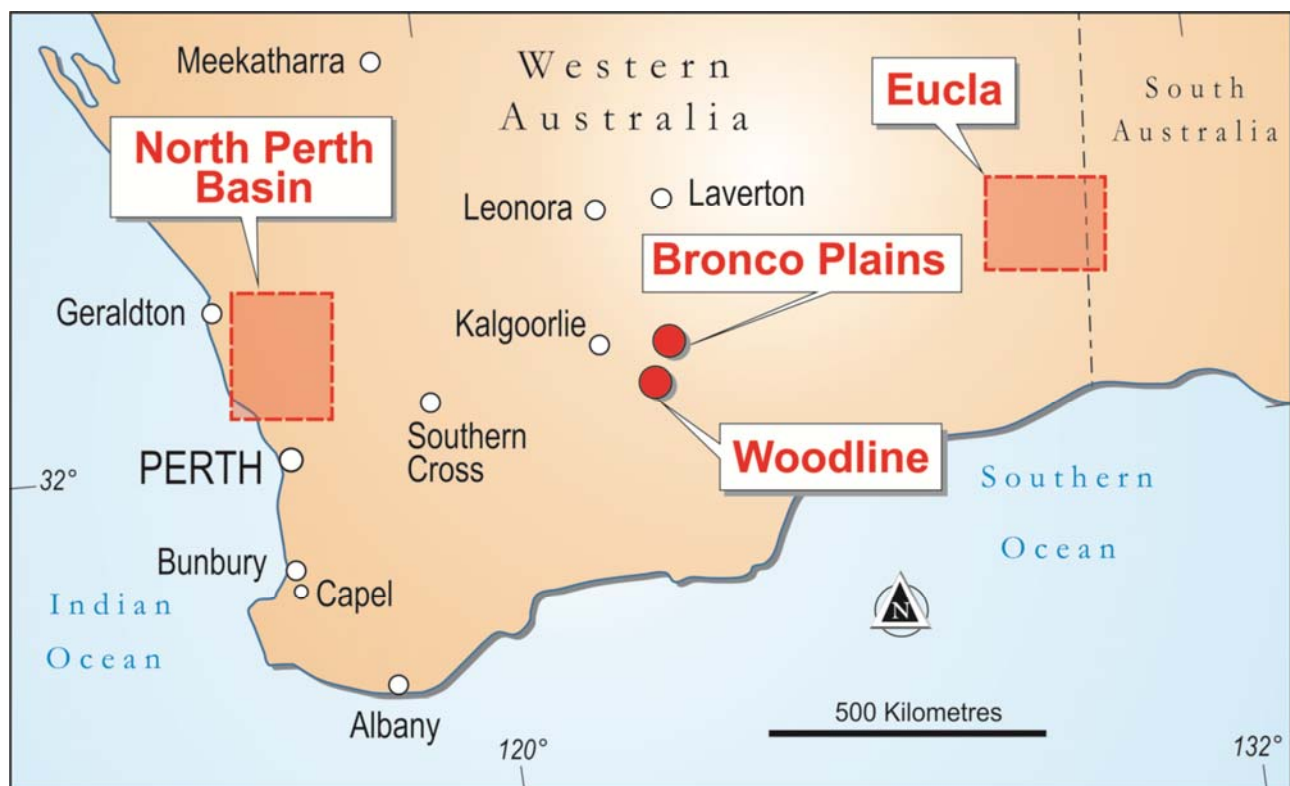 Meekatharra
Western
Australia
Eucla
South
Australia
North Perth
Basin
Leonora
Laverton
Bronco Plains
Geraldton
Kalgoorlie
Southern
Cross
Woodline
PERTH
32°
Southern
Ocean
Bunbury
Capel
Indian
Ocean
N
Albany
500 Kilometres
120°
132°